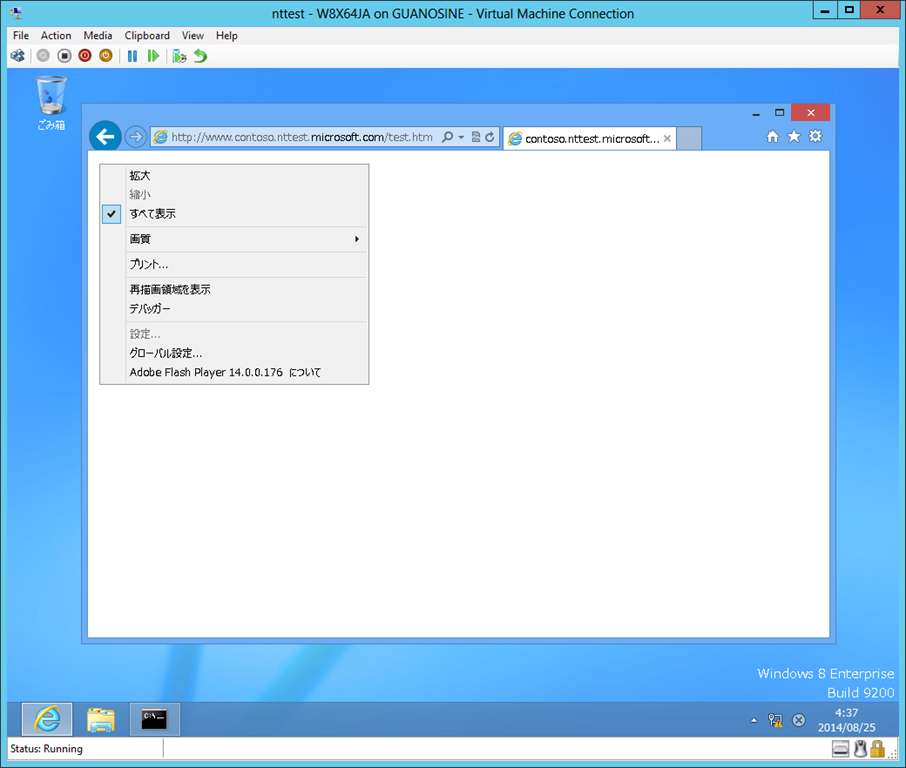 nttest - W8X64JA on GUANOSINE - Virtual Machine Connection
File Action Media Clipboard View Help
ごみ箱
http://www.contoso.nttest.microsoft.com/test.htm
contoso.nttest.microsoft...
拡大
縮小
すべて表示
画質
プリント...
再描画領域を表示
デバッガー
設定...
グローバル設定...
Adobe Flash Player 14.0.0.176 について
Windows 8 Enterprise
Build 9200
C:\_
4:37
2014/08/25
Status: Running